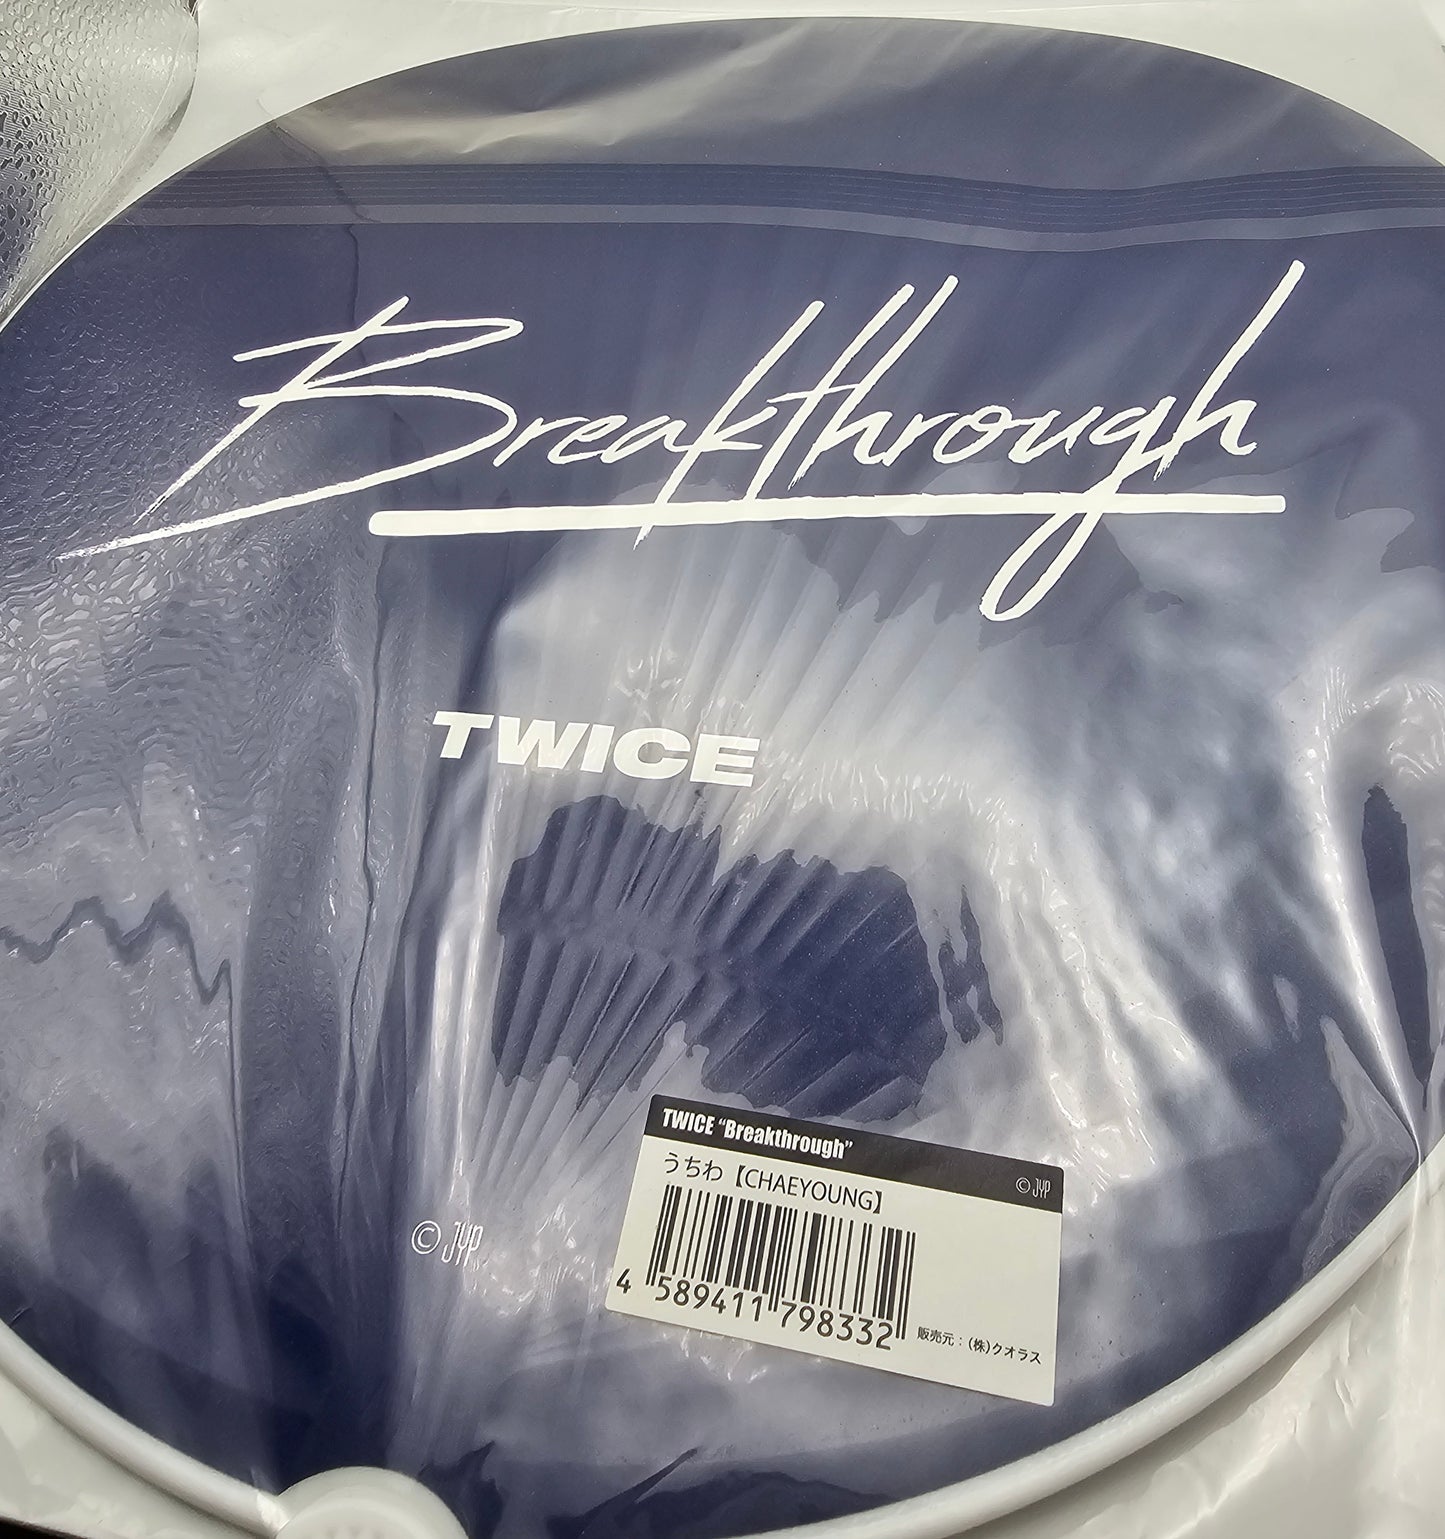 Breakthrough
TWICE
TWICE “Breakthrough”
うちわ【CHAEYOUNG】
© JYP
4 589411 798332
販売元：(株)クオラス
© JYP